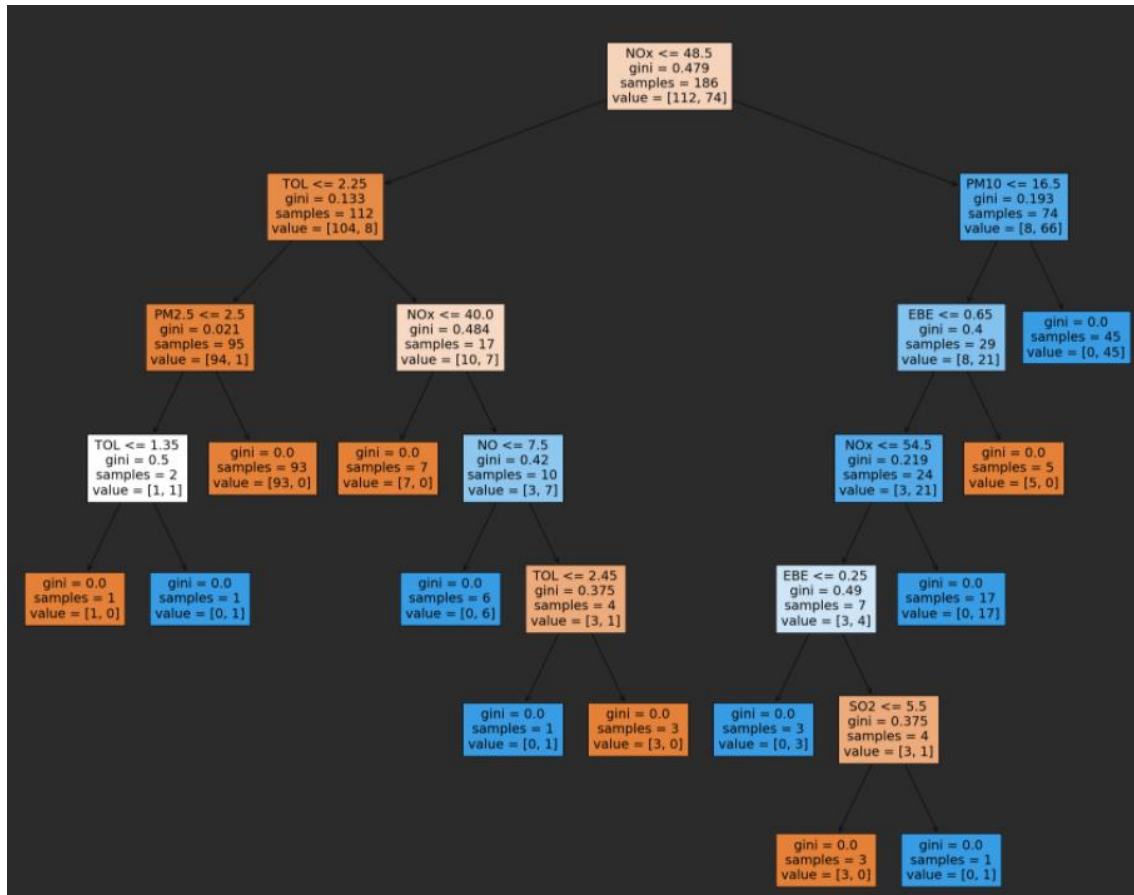 NOx <= 48.5
gini = 0.479
samples = 186
value = [112, 74]
TOL <= 2.25
gini = 0.133
samples = 112
value = [104, 8]
PM10 <= 16.5
gini = 0.193
samples = 74
value = [8, 66]
PM2.5 <= 2.5
gini = 0.021
samples = 95
value = [94, 1]
NOx <= 40.0
gini = 0.484
samples = 17
value = [10, 7]
EBE <= 0.65
gini = 0.4
samples = 29
value = [8, 21]
gini = 0.0
samples = 45
value = [0, 45]
TOL <= 1.35
gini = 0.5
samples = 2
value = [1, 1]
gini = 0.0
samples = 93
value = [93, 0]
gini = 0.0
samples = 7
value = [7, 0]
NO <= 7.5
gini = 0.42
samples = 10
value = [3, 7]
NOx <= 54.5
gini = 0.219
samples = 24
value = [3, 21]
gini = 0.0
samples = 5
value = [5, 0]
gini = 0.0
samples = 1
value = [1, 0]
gini = 0.0
samples = 1
value = [0, 1]
gini = 0.0
samples = 6
value = [0, 6]
TOL <= 2.45
gini = 0.375
samples = 4
value = [3, 1]
EBE <= 0.25
gini = 0.49
samples = 7
value = [3, 4]
gini = 0.0
samples = 17
value = [0, 17]
gini = 0.0
samples = 1
value = [0, 1]
gini = 0.0
samples = 3
value = [3, 0]
gini = 0.0
samples = 3
value = [0, 3]
SO2 <= 5.5
gini = 0.375
samples = 4
value = [3, 1]
gini = 0.0
samples = 3
value = [3, 0]
gini = 0.0
samples = 1
value = [0, 1]